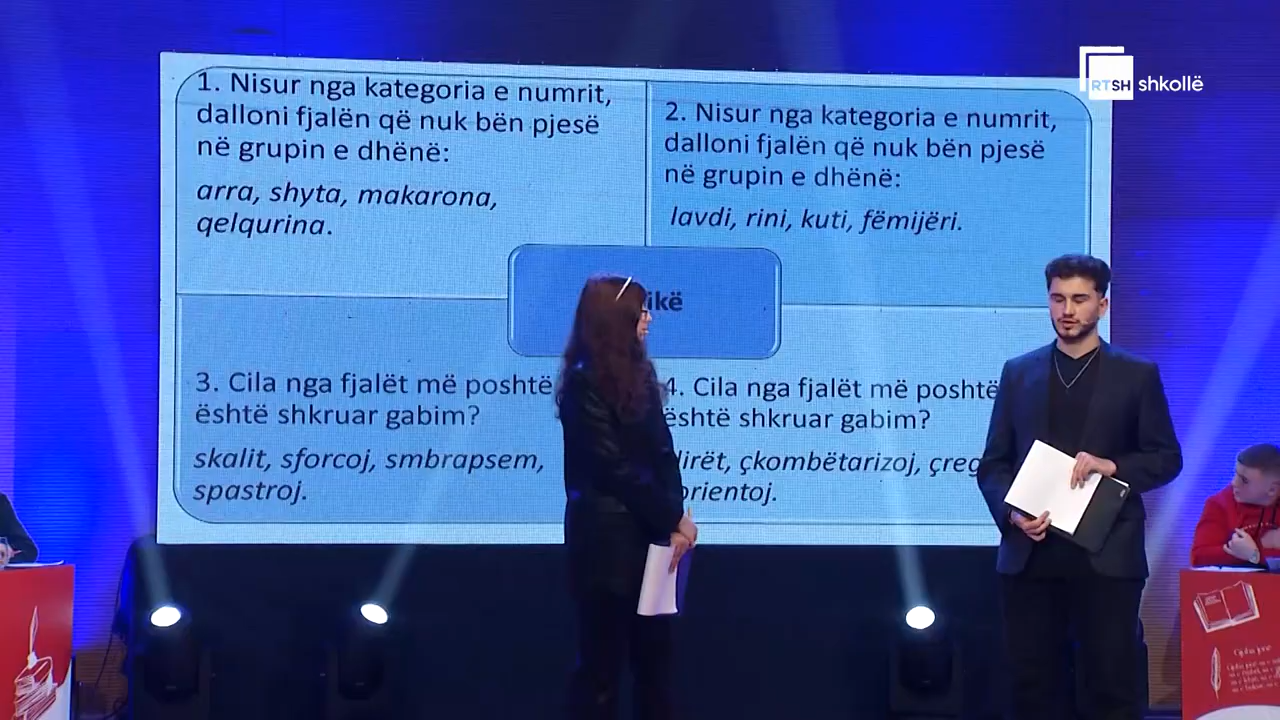 RTSH shkollë
1. Nisur nga kategoria e numrit,
dalloni fjalën që nuk bën pjesë
në grupin e dhënë:
arra, shyta, makarona,
qelqurina.
2. Nisur nga kategoria e numrit,
dalloni fjalën që nuk bën pjesë
në grupin e dhënë:
lavdi, rini, kuti, fëmijëri.
3. Cila nga fjalët më poshtë
është shkruar gabim?
skalit, sforcoj, smbrapsem,
spastroj.
4. Cila nga fjalët më poshtë
është shkruar gabim?
çkombëtarizoj,